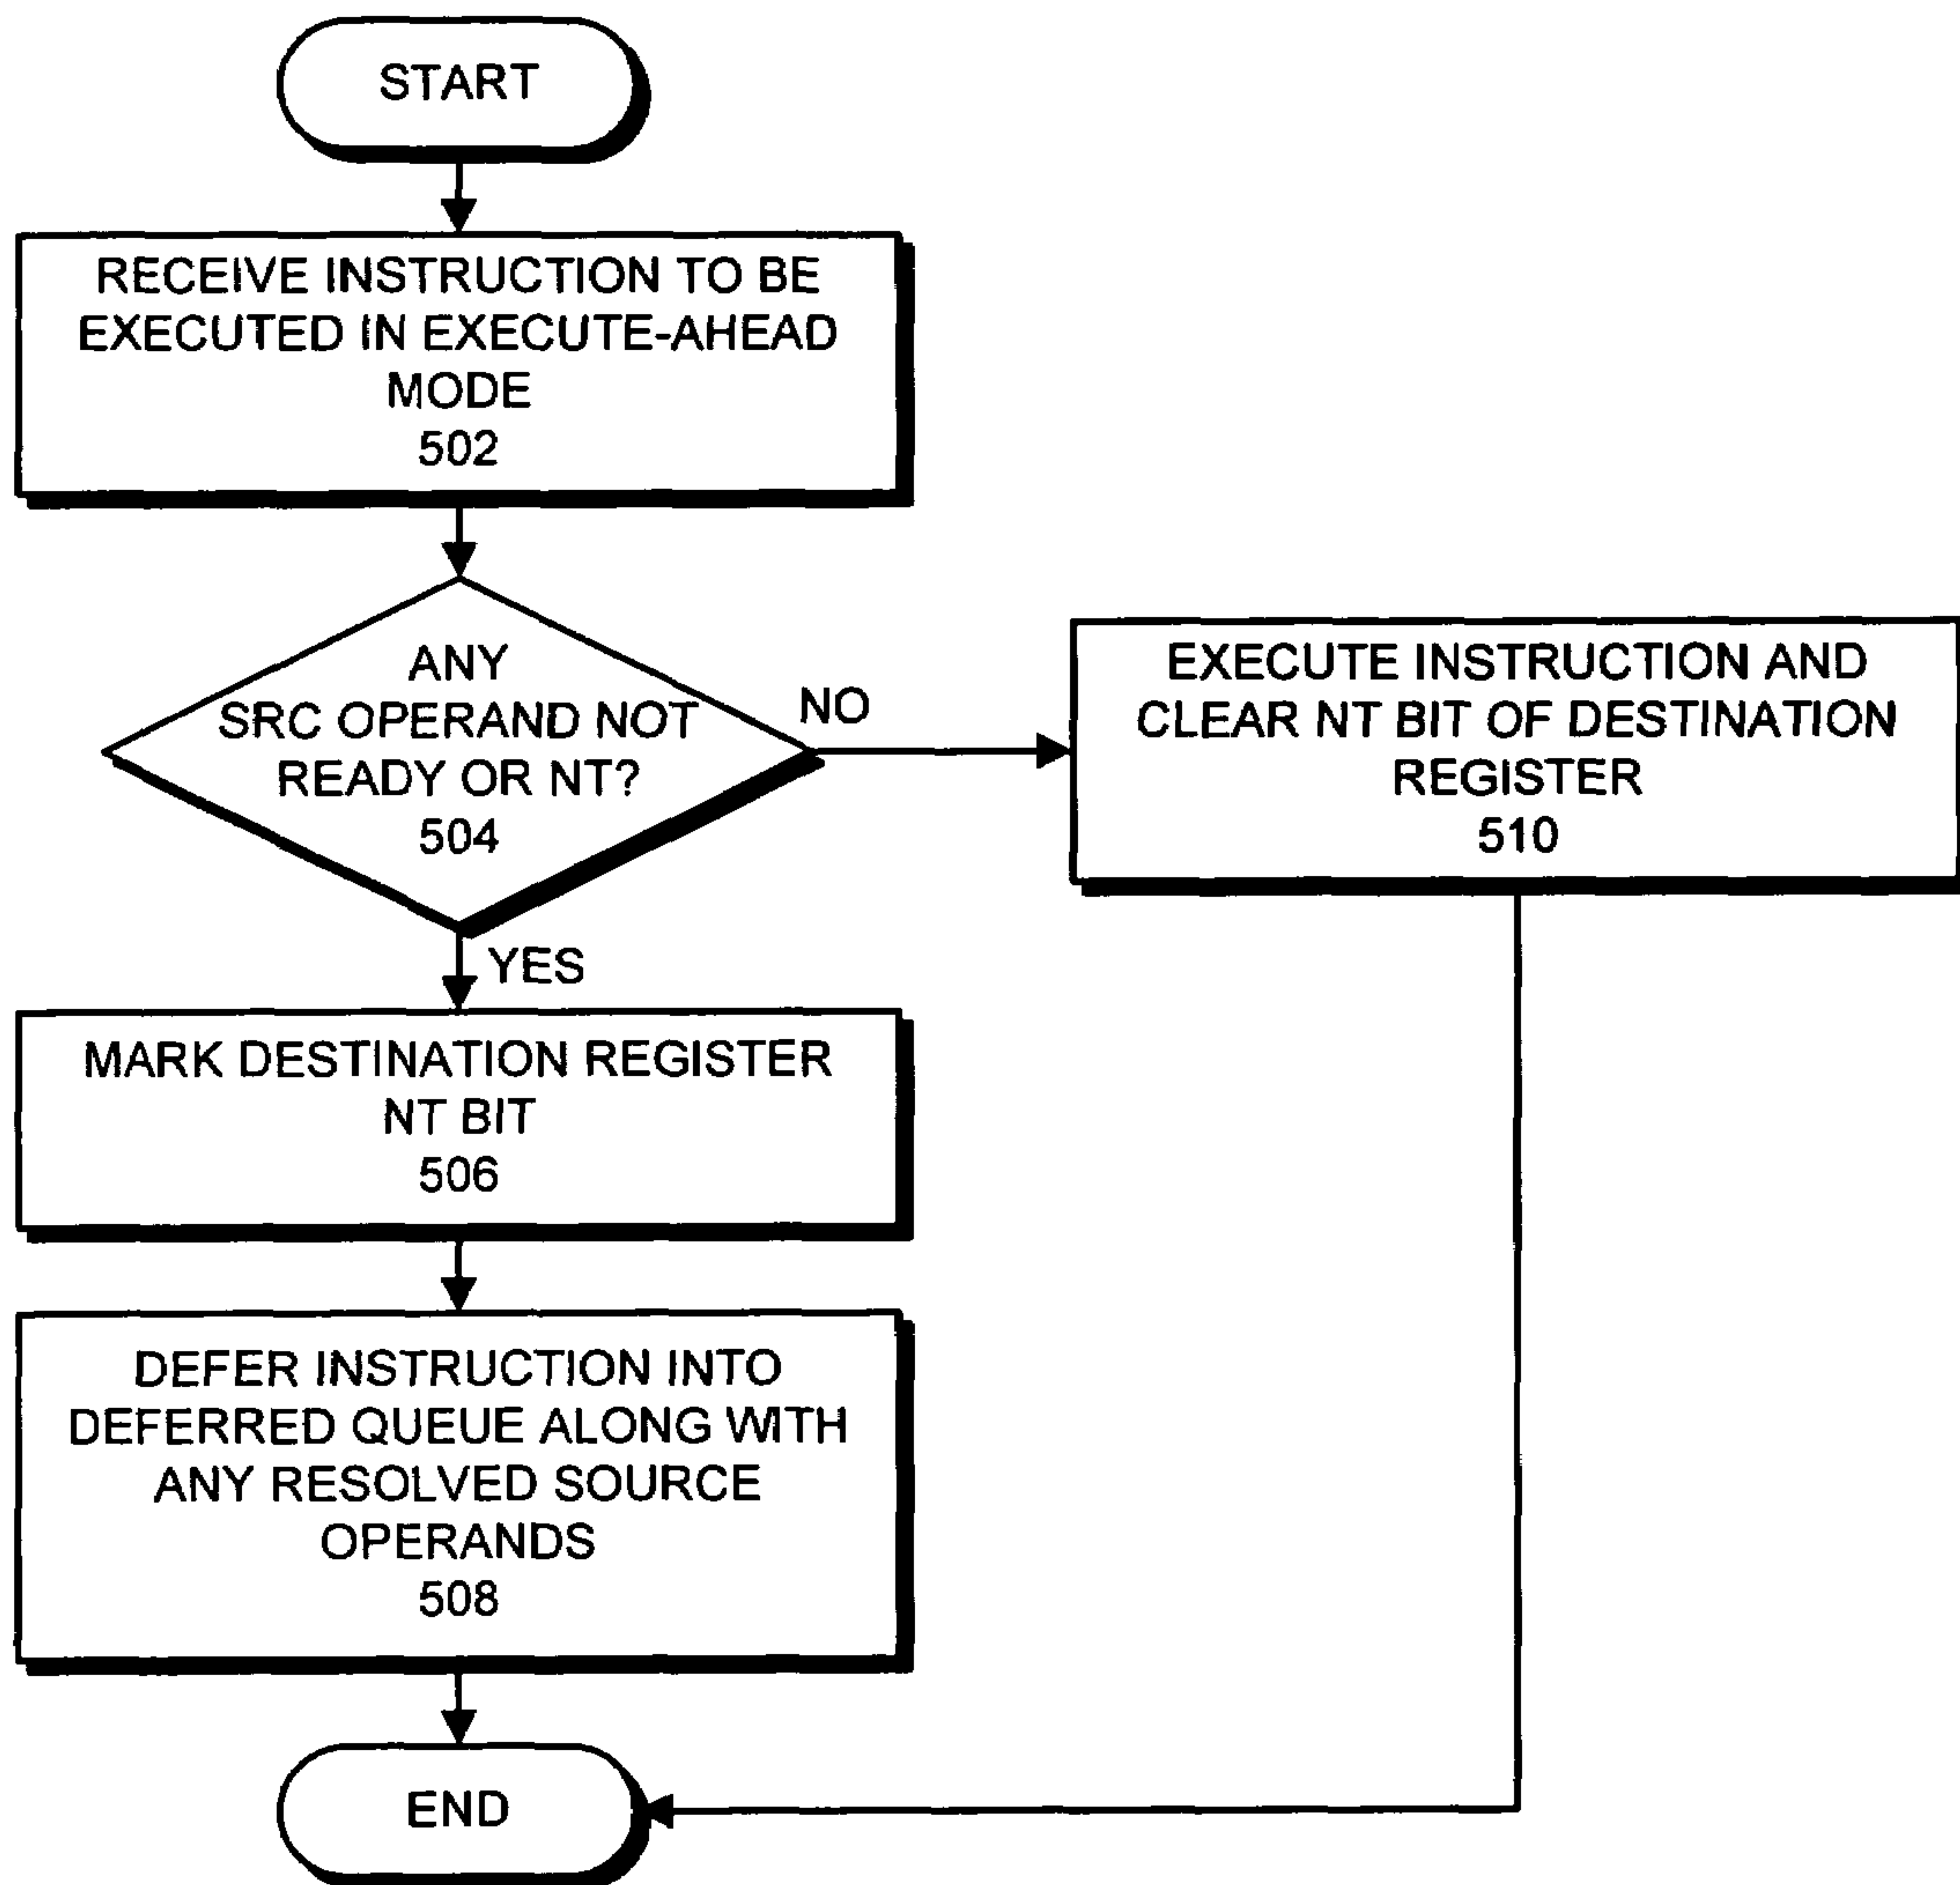 START
RECEIVE INSTRUCTION TO BE
EXECUTED IN EXECUTE-AHEAD
MODE
502
ANY
SRC OPERAND NOT
READY OR NT?
504
NO
EXECUTE INSTRUCTION AND
CLEAR NT BIT OF DESTINATION
REGISTER
510
YES
MARK DESTINATION REGISTER
NT BIT
506
DEFER INSTRUCTION INTO
DEFERRED QUEUE ALONG WITH
ANY RESOLVED SOURCE
OPERANDS
508
END